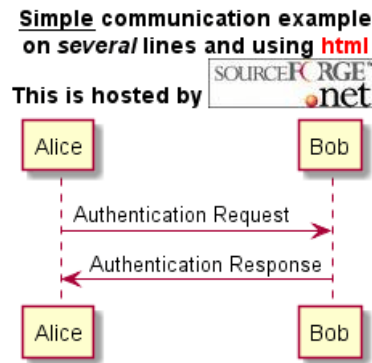 Simple communication example
on several lines and using html
This is hosted by SOURCEFORGE
.net
Alice Bob
Authentication Request
Authentication Response
Alice Bob